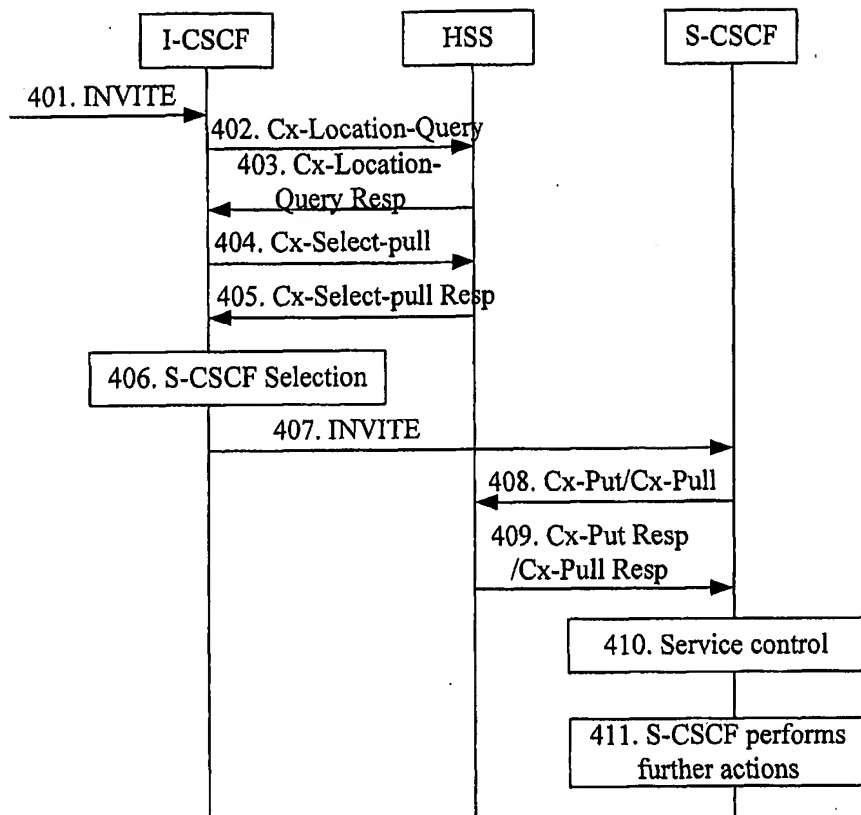 I-CSCF
HSS
S-CSCF
401. INVITE
402. Cx-Location-Query
403. Cx-Location-
Query Resp
404. Cx-Select-pull
405. Cx-Select-pull Resp
406. S-CSCF Selection
407. INVITE
408. Cx-Put/Cx-Pull
409. Cx-Put Resp
/Cx-Pull Resp
410. Service control
411. S-CSCF performs
further actions